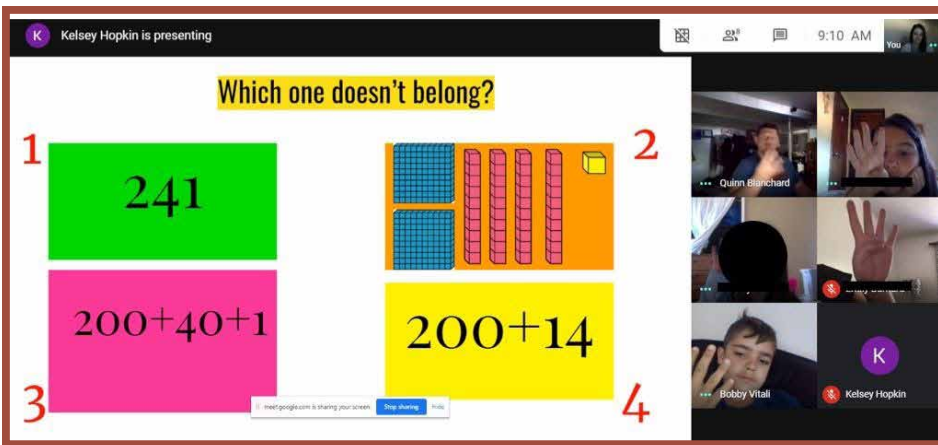 K Kelsey Hopkin is presenting
9:10 AM
You
Which one doesn't belong?
1
241
2
3
200+40+1
200+14
4
meet.google.com is sharing your screen. Stop sharing Hide
Quinn Blanchard
Bobby Vitali
K
Kelsey Hopkin